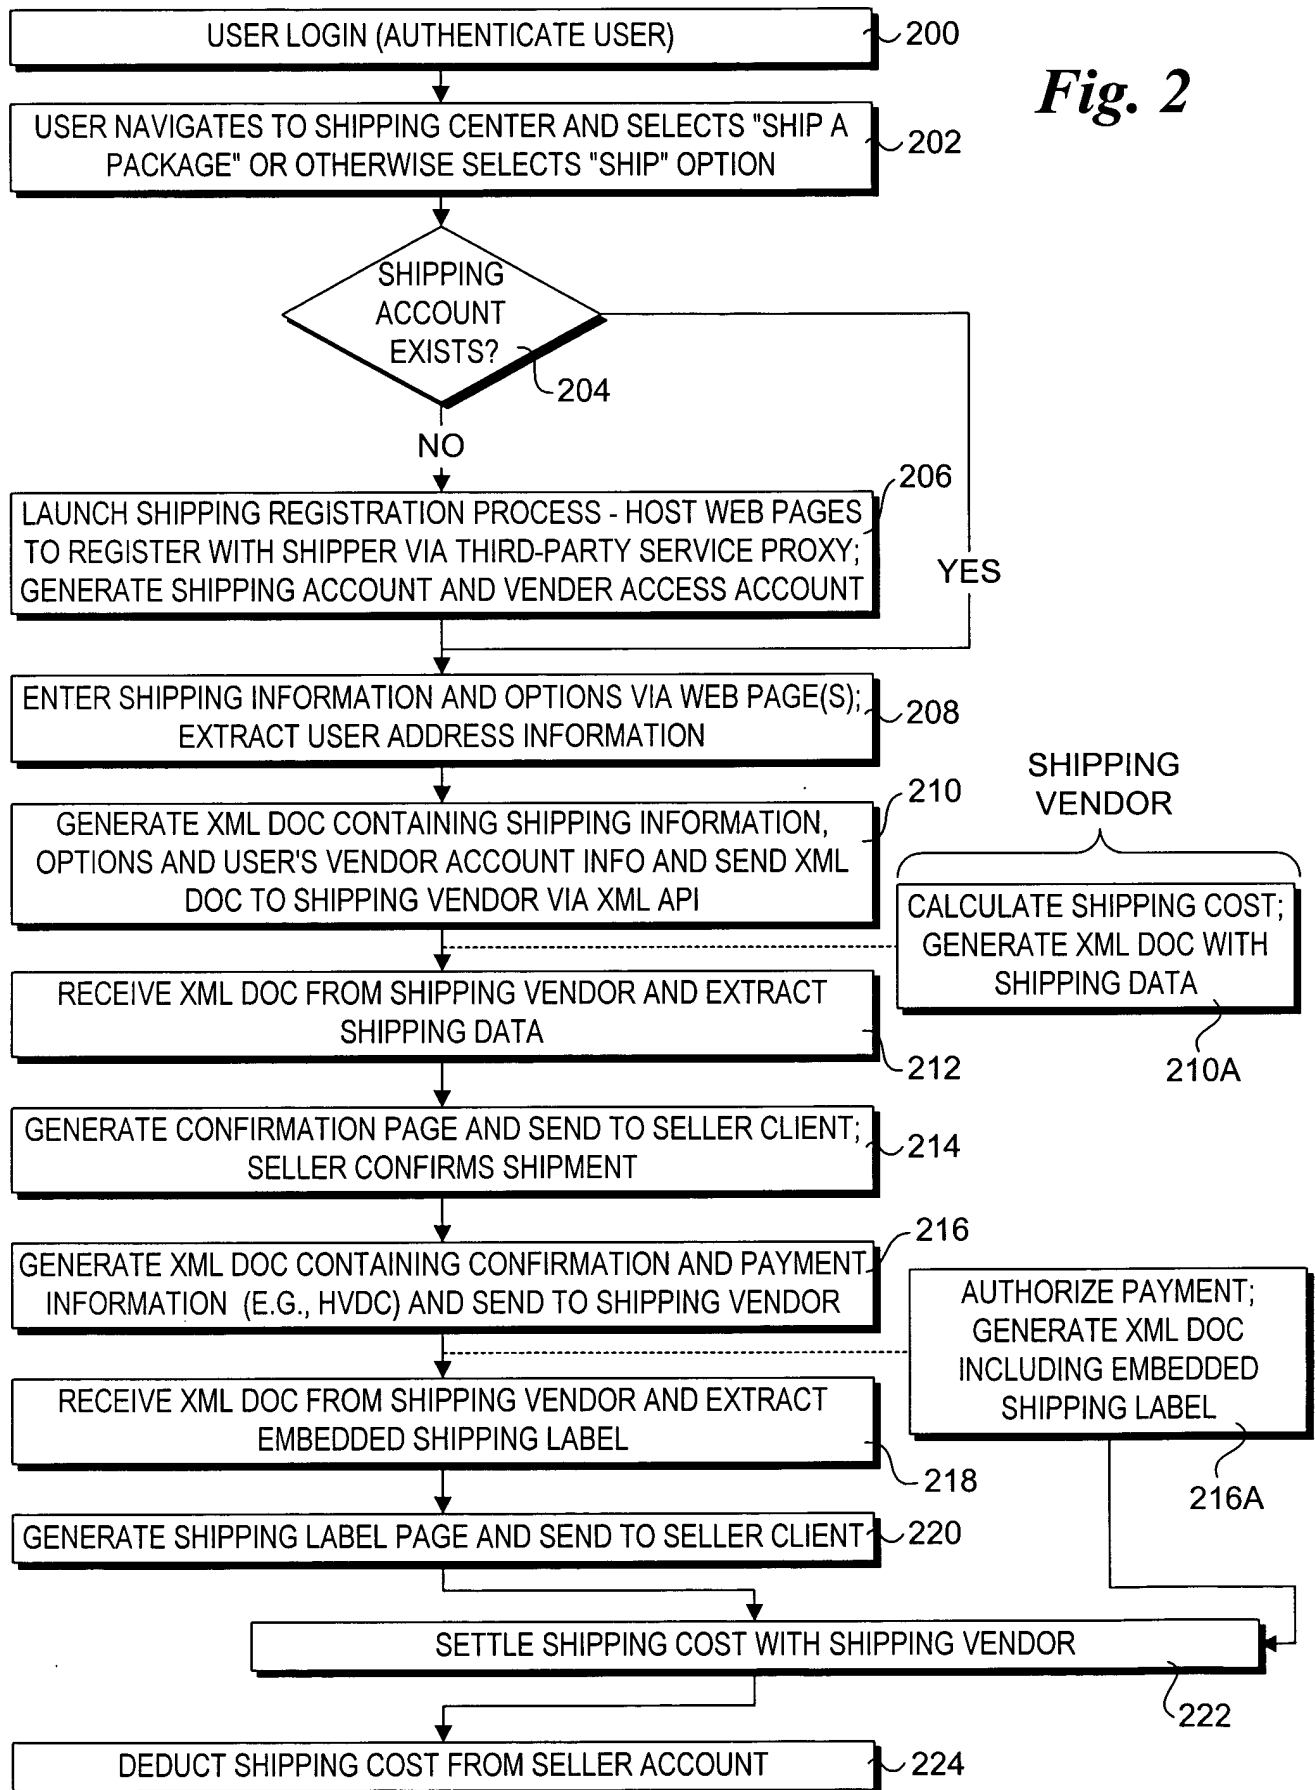 USER LOGIN (AUTHENTICATE USER)
200
Fig. 2
USER NAVIGATES TO SHIPPING CENTER AND SELECTS "SHIP A
PACKAGE" OR OTHERWISE SELECTS "SHIP" OPTION
202
SHIPPING
ACCOUNT
EXISTS?
204
NO
YES
206
LAUNCH SHIPPING REGISTRATION PROCESS - HOST WEB PAGES
TO REGISTER WITH SHIPPER VIA THIRD-PARTY SERVICE PROXY;
GENERATE SHIPPING ACCOUNT AND VENDER ACCESS ACCOUNT
ENTER SHIPPING INFORMATION AND OPTIONS VIA WEB PAGE(S);
EXTRACT USER ADDRESS INFORMATION
208
210
GENERATE XML DOC CONTAINING SHIPPING INFORMATION,
OPTIONS AND USER'S VENDOR ACCOUNT INFO AND SEND XML
DOC TO SHIPPING VENDOR VIA XML API
SHIPPING
VENDOR
CALCULATE SHIPPING COST;
GENERATE XML DOC WITH
SHIPPING DATA
210A
RECEIVE XML DOC FROM SHIPPING VENDOR AND EXTRACT
SHIPPING DATA
212
GENERATE CONFIRMATION PAGE AND SEND TO SELLER CLIENT;
SELLER CONFIRMS SHIPMENT
214
216
GENERATE XML DOC CONTAINING CONFIRMATION AND PAYMENT
INFORMATION (E.G., HVDC) AND SEND TO SHIPPING VENDOR
AUTHORIZE PAYMENT;
GENERATE XML DOC
INCLUDING EMBEDDED
SHIPPING LABEL
216A
RECEIVE XML DOC FROM SHIPPING VENDOR AND EXTRACT
EMBEDDED SHIPPING LABEL
218
GENERATE SHIPPING LABEL PAGE AND SEND TO SELLER CLIENT
220
SETTLE SHIPPING COST WITH SHIPPING VENDOR
222
DEDUCT SHIPPING COST FROM SELLER ACCOUNT
224